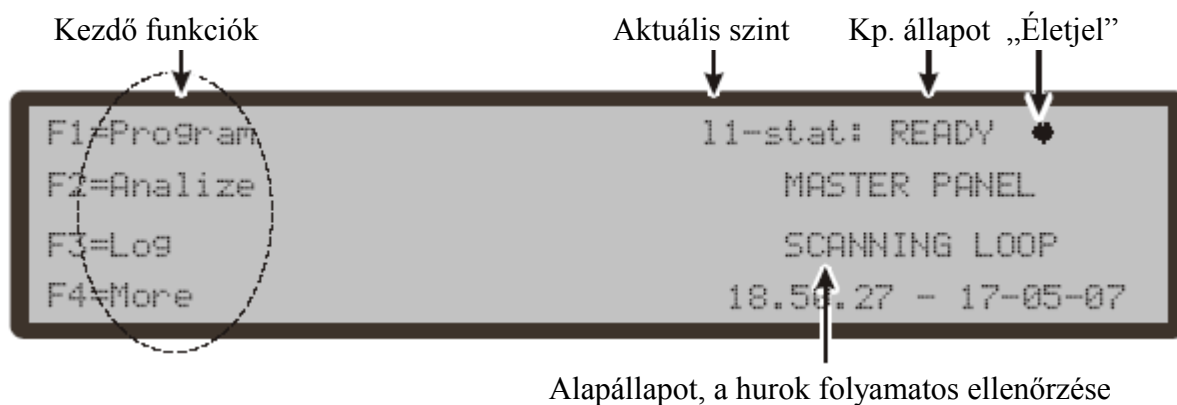 Kezdő funkciók Aktuális szint Kp. állapot „Életjel”
F1=Program l1-stat: READY
F2=Analize MASTER PANEL
F3=Log SCANNING LOOP
F4=More 18.56.27 - 17-05-07
Alapállapot, a hurok folyamatos ellenőrzése